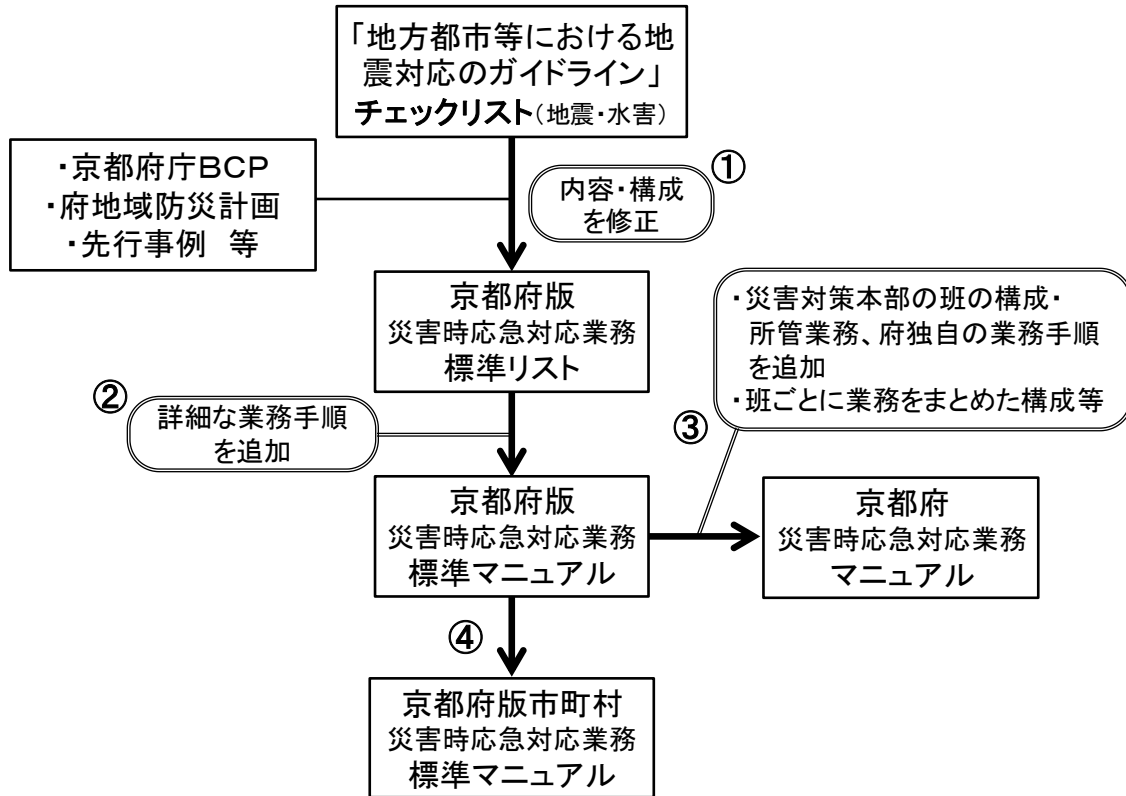 「地方都市等における地
震対応のガイドライン」
チェックリスト(地震・水害)
・京都府庁BCP
・府地域防災計画
・先行事例 等
①
内容・構成
を修正
京都府版
災害時応急対応業務
標準リスト
・災害対策本部の班の構成・
所管業務、府独自の業務手順
を追加
・班ごとに業務をまとめた構成等
②
詳細な業務手順
を追加
③
京都府版
災害時応急対応業務
標準マニュアル
京都府
災害時応急対応業務
マニュアル
④
京都府版市町村
災害時応急対応業務
標準マニュアル